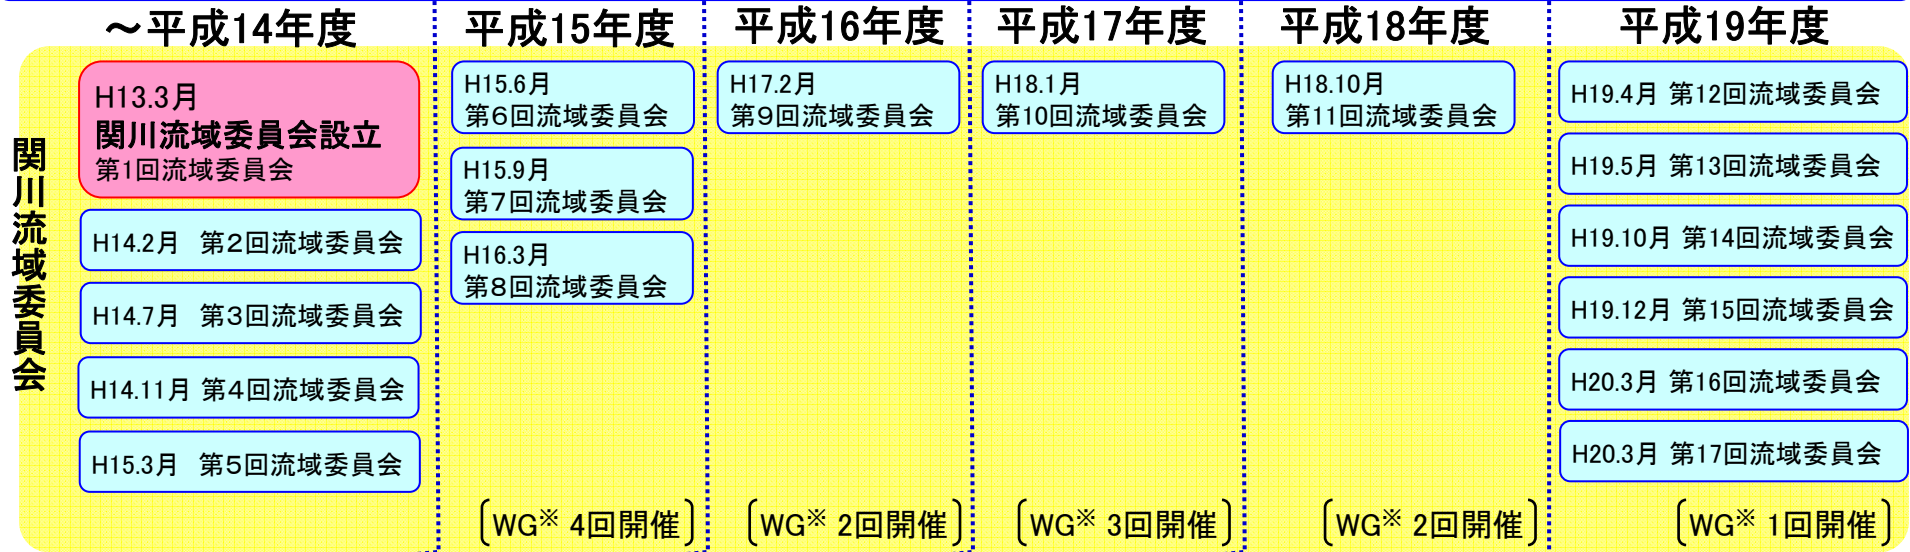 ～平成14年度
平成15年度
平成16年度
平成17年度
平成18年度
平成19年度
関川流域委員会
H13.3月
関川流域委員会設立
第1回流域委員会
H14.2月 第２回流域委員会
H14.7月 第３回流域委員会
H14.11月 第４回流域委員会
H15.3月 第５回流域委員会
H15.6月
第６回流域委員会
H15.9月
第７回流域委員会
H16.3月
第８回流域委員会
〔WG※ 4回開催〕
H17.2月
第９回流域委員会
〔WG※ 2回開催〕
H18.1月
第10回流域委員会
〔WG※ 3回開催〕
H18.10月
第11回流域委員会
〔WG※ 2回開催〕
H19.4月 第12回流域委員会
H19.5月 第13回流域委員会
H19.10月 第14回流域委員会
H19.12月 第15回流域委員会
H20.3月 第16回流域委員会
H20.3月 第17回流域委員会
〔WG※ 1回開催〕